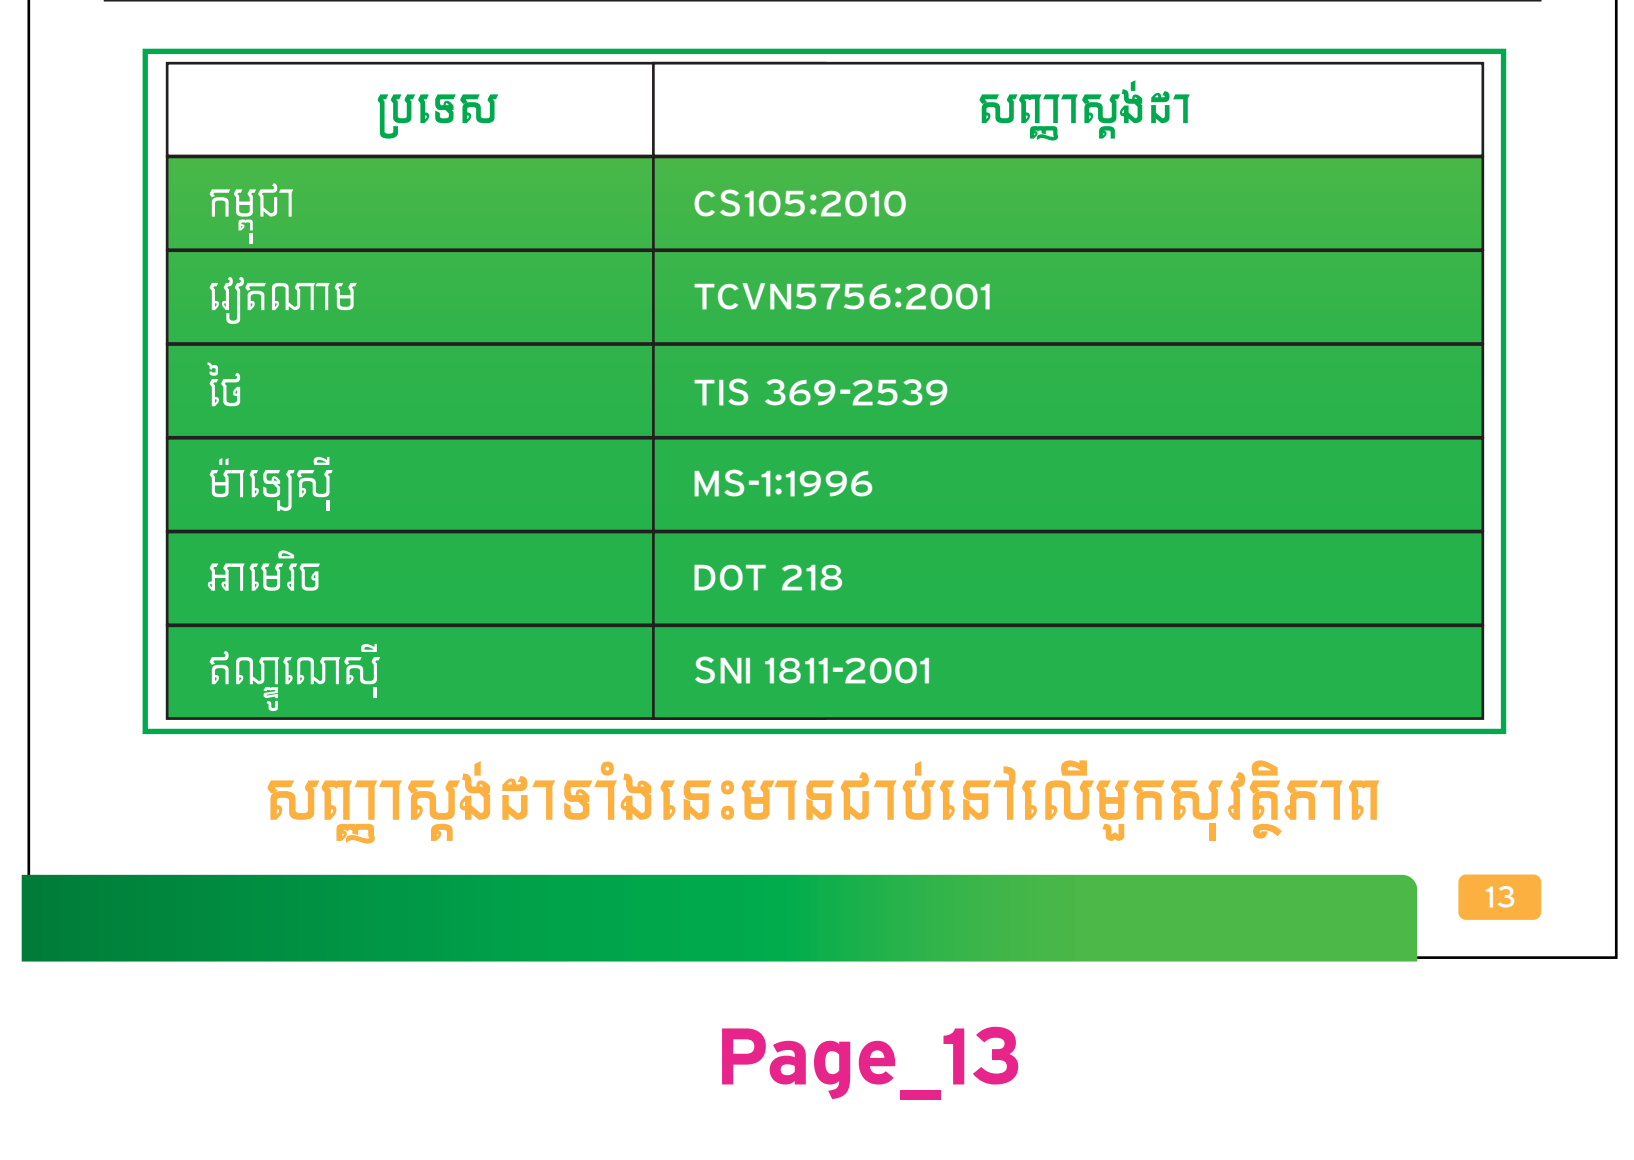 ប្រទេស សញ្ញាស្តង់ដា
កម្ពុជា CS105:2010
វៀតណាម TCVN5756:2001
ថៃ TIS 369-2539
ម៉ាឡេស៊ី MS-1:1996
អាមេរិច DOT 218
ឥណ្ឌូណេស៊ី SNI 1811-2001
សញ្ញាស្តង់ដាទាំងនេះមានជាប់នៅលើមួកសុវត្ថិភាព
13
Page_13